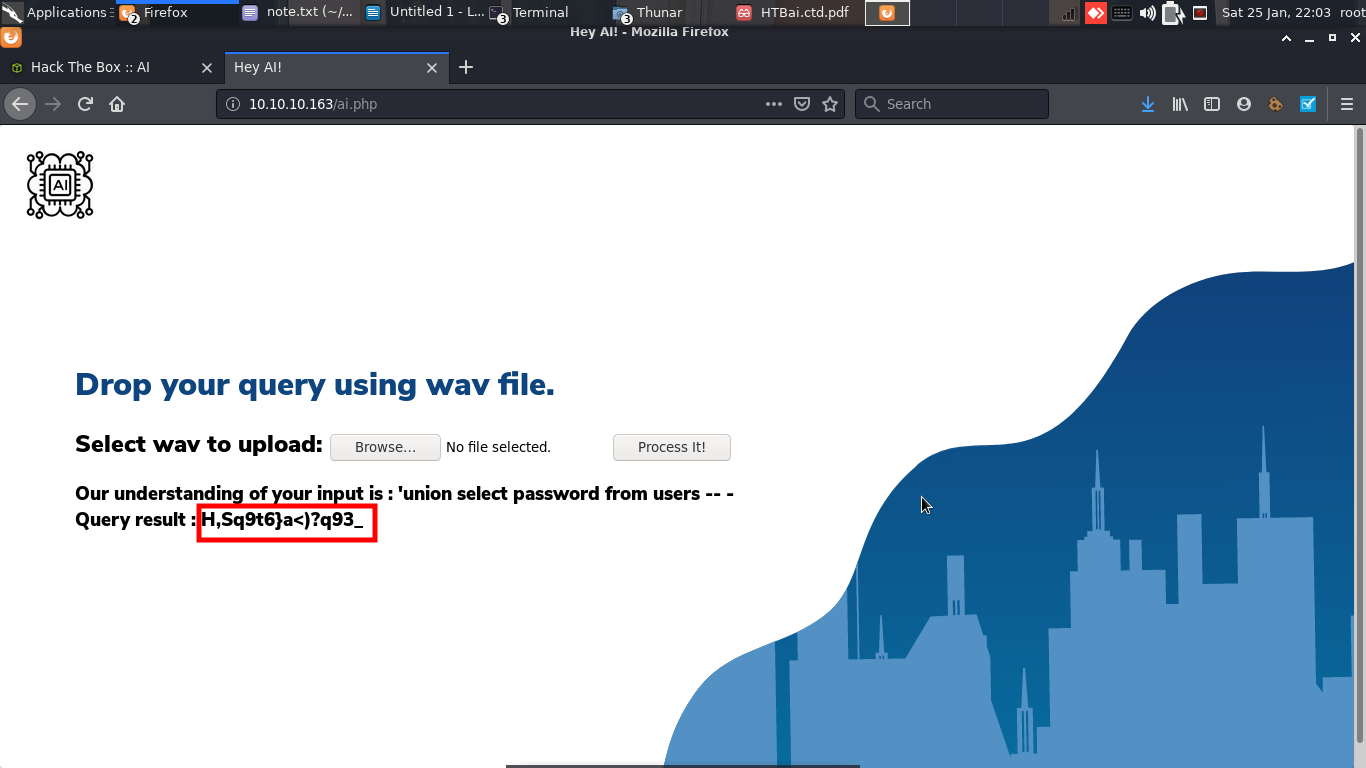 Applications
Firefox
2
note.txt (~/...
Untitled 1 - L...
3
Terminal
3
Thunar
HTBai.ctd.pdf
Sat 25 Jan, 22:03
root
Hey AI! - Mozilla Firefox
Hack The Box :: AI
Hey AI!
10.10.10.163/ai.php
Search
AI
Drop your query using wav file.
Select wav to upload: Browse... No file selected. Process It!
Our understanding of your input is : 'union select password from users -- -
Query result : H,Sq9t6}a<)?q93_